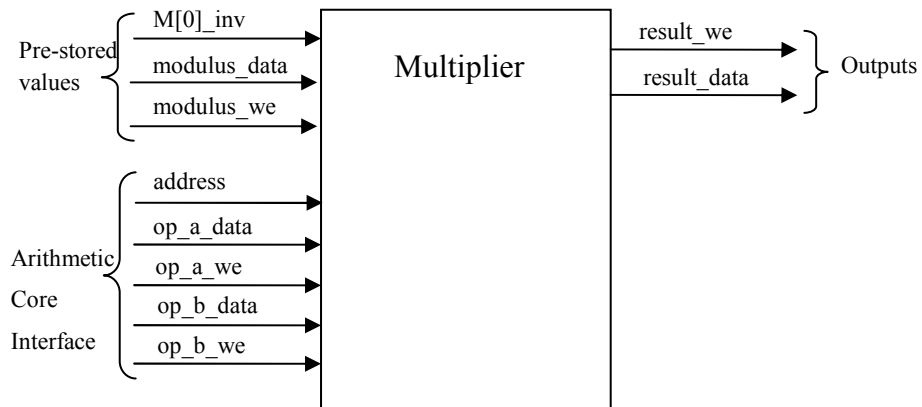 M[0]_inv
Pre-stored
values
modulus_data
modulus_we
Multiplier
result_we
result_data
Outputs
address
op_a_data
Arithmetic
Core
Interface
op_a_we
op_b_data
op_b_we